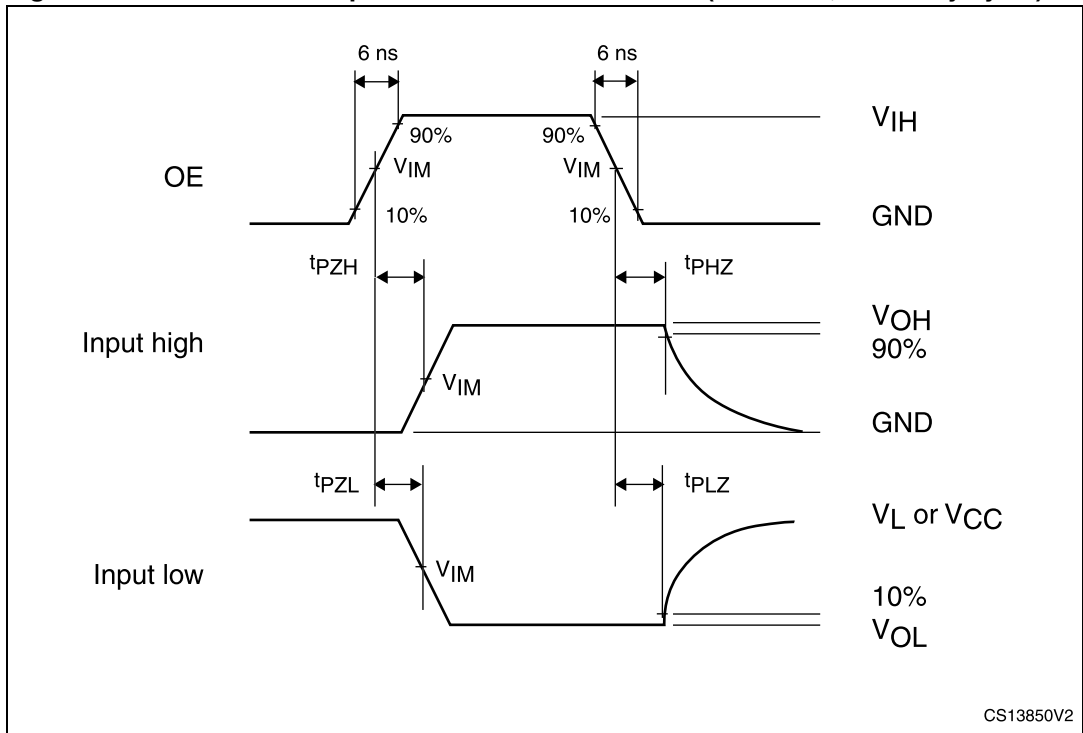 6 ns
6 ns
90%
90%
VIH
VIM
VIM
OE
10%
10%
GND
tPZH
tPHZ
VOH
Input high
90%
VIM
GND
tPZL
tPLZ
VL or VCC
Input low
VIM
10%
VOL
CS13850V2